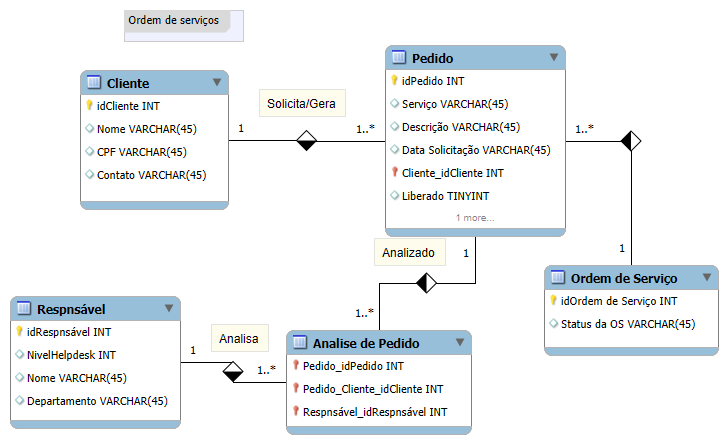 Ordem de serviços
Cliente
idCliente INT
Nome VARCHAR(45)
CPF VARCHAR(45)
Contato VARCHAR(45)
Solicita/Gera
1
1..*
Pedido
idPedido INT
Serviço VARCHAR(45)
Descrição VARCHAR(45)
Data Solicitação VARCHAR(45)
Cliente_idCliente INT
Liberado TINYINT
1 more...
1..*
1
Ordem de Serviço
idOrdem de Serviço INT
Status da OS VARCHAR(45)
Analizado
1
1..*
Respnsável
idRespnsável INT
NivelHelpdesk INT
Nome VARCHAR(45)
Departamento VARCHAR(45)
Analisa
1
1..*
Analise de Pedido
Pedido_idPedido INT
Pedido_Cliente_idCliente INT
Respnsável_idRespnsável INT